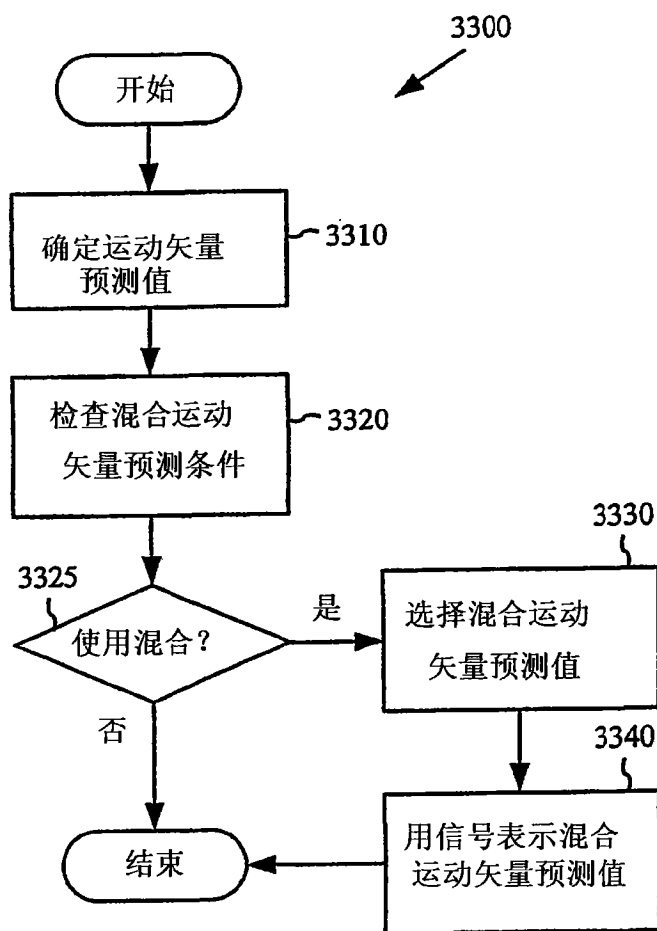 3300
开始
确定运动矢量
预测值
3310
检查混合运动
矢量预测条件
3320
3325
使用混合？
是
否
3330
选择混合运动
矢量预测值
3340
用信号表示混合
运动矢量预测值
结束